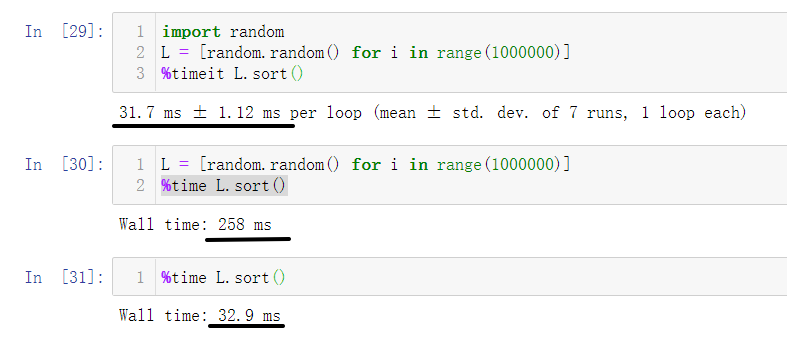 In [29]:
1 import random
2 L = [random.random() for i in range(1000000)]
3 %timeit L.sort()
31.7 ms ± 1.12 ms per loop (mean ± std. dev. of 7 runs, 1 loop each)
In [30]:
1 L = [random.random() for i in range(1000000)]
2 %time L.sort()
Wall time: 258 ms
In [31]:
1 %time L.sort()
Wall time: 32.9 ms